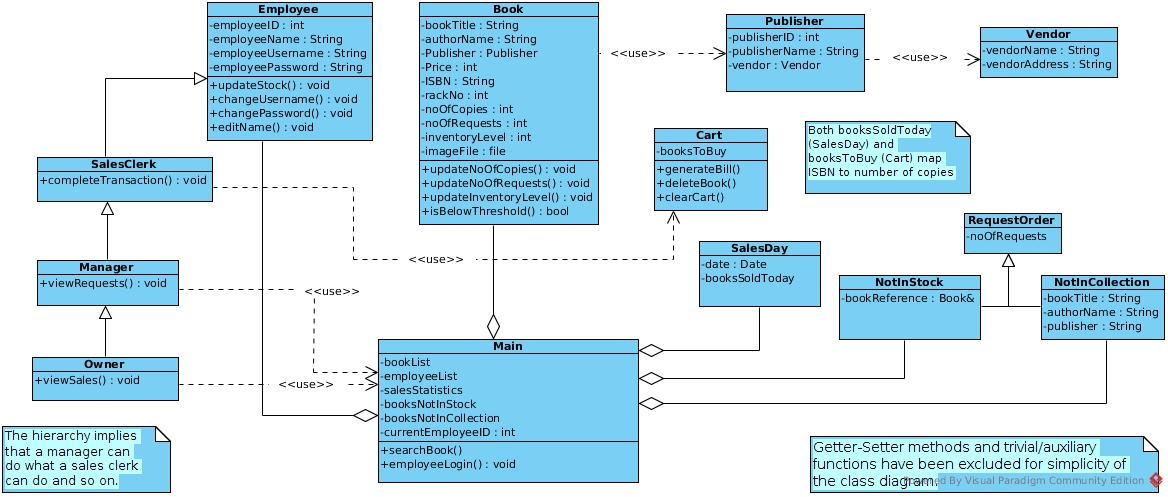 Employee
-employeeID : int
-employeeName : String
-employeeUsername : String
-employeePassword : String
+updateStock() : void
+changeUsername() : void
+changePassword() : void
+editName() : void
Book
-bookTitle : String
-authorName : String
-Publisher : Publisher
-Price : int
-ISBN : String
-rackNo : int
-noOfCopies : int
-noOfRequests : int
-inventoryLevel : int
-imageFile : file
+updateNoOfCopies() : void
+updateNoOfRequests() : void
+updateInventoryLevel() : void
+isBelowThreshold() : bool
<<use>>
Publisher
-publisherID : int
-publisherName : String
-vendor : Vendor
<<use>>
Vendor
-vendorName : String
-vendorAddress : String
SalesClerk
+completeTransaction() : void
Cart
-booksToBuy
+generateBill()
+deleteBook()
+clearCart()
Both booksSoldToday
(SalesDay) and
booksToBuy (Cart) map
ISBN to number of copies
<<use>>
RequestOrder
-noOfRequests
Manager
+viewRequests() : void
<<use>>
SalesDay
-date : Date
-booksSoldToday
NotInStock
-bookReference : Book&
NotInCollection
-bookTitle : String
-authorName : String
-publisher : String
Owner
+viewSales() : void
<<use>>
Main
-bookList
-employeeList
-salesStatistics
-booksNotInStock
-booksNotInCollection
-currentEmployeeID : int
+searchBook()
+employeeLogin() : void
The hierarchy implies
that a manager can
do what a sales clerk
can do and so on.
Getter-Setter methods and trivial/auxiliary
functions have been excluded for simplicity of
the class diagram.
Powered By Visual Paradigm Community Edition